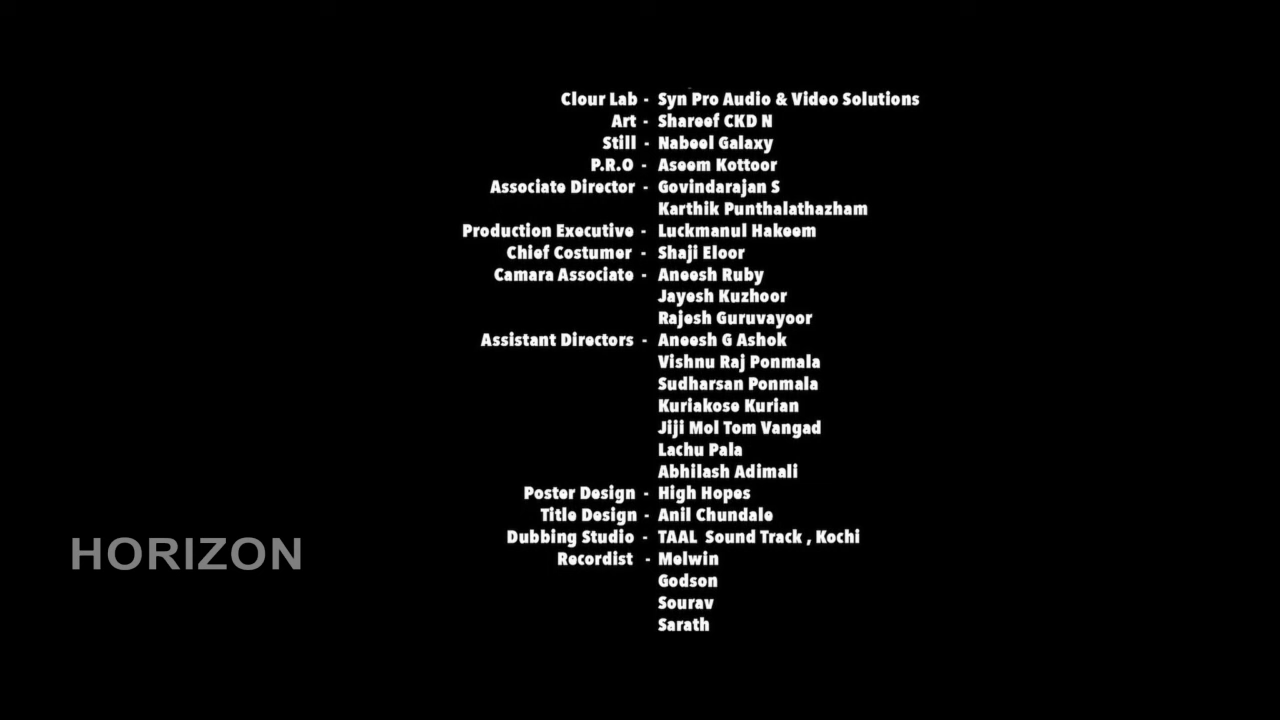 Clour Lab - Syn Pro Audio & Video Solutions
Art - Shareef CKD N
Still - Nabeel Galaxy
P.R.O - Aseem Kottoor
Associate Director - Govindarajan S
Karthik Punthalathazham
Production Executive - Luckmanul Hakeem
Chief Costumer - Shaji Eloor
Camara Associate - Aneesh Ruby
Jayesh Kuzhoor
Rajesh Guruvayoor
Assistant Directors - Aneesh G Ashok
Vishnu Raj Ponmala
Sudharsan Ponmala
Kuriakose Kurian
Jiji Mol Tom Vangad
Lachu Pala
Abhilash Adimali
Poster Design - High Hopes
Title Design - Anil Chundale
Dubbing Studio - TAAL Sound Track , Kochi
Recordist - Melwin
Godson
Sourav
Sarath
HORIZON